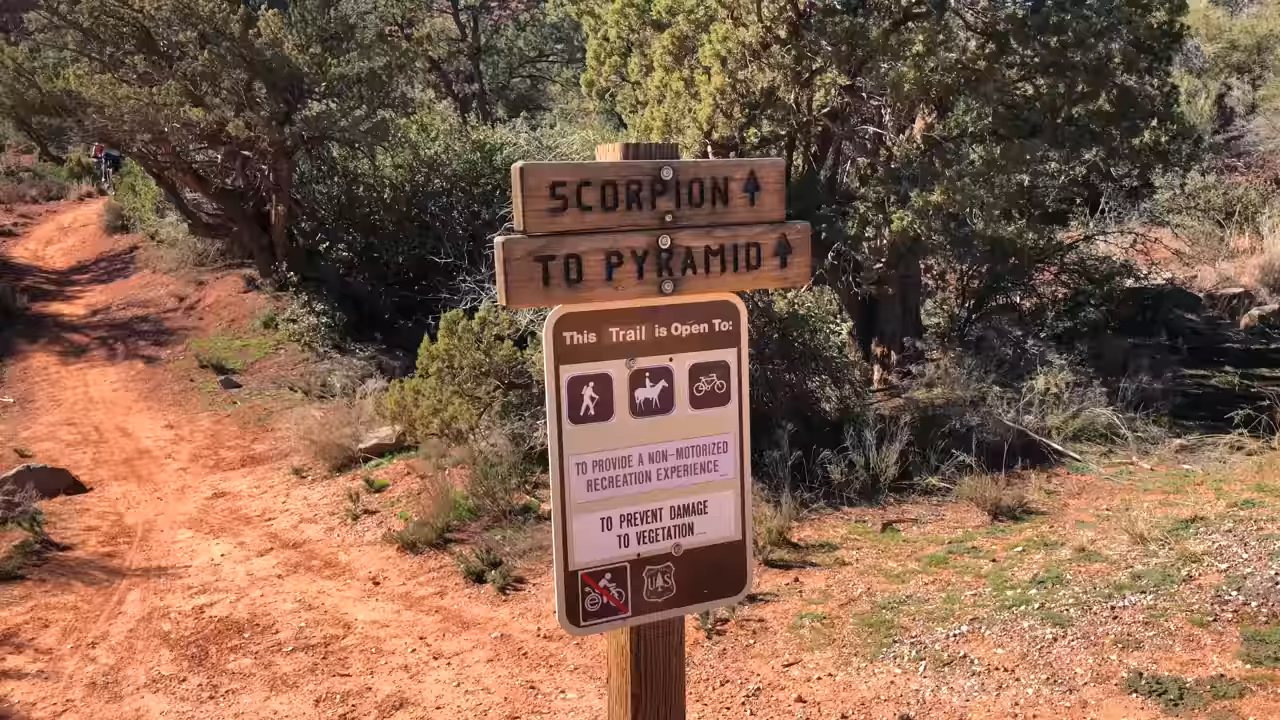 SCORPION ↑
TO PYRAMID ↑
This Trail is Open To:
TO PROVIDE A NON-MOTORIZED
RECREATION EXPERIENCE
TO PREVENT DAMAGE
TO VEGETATION
U S